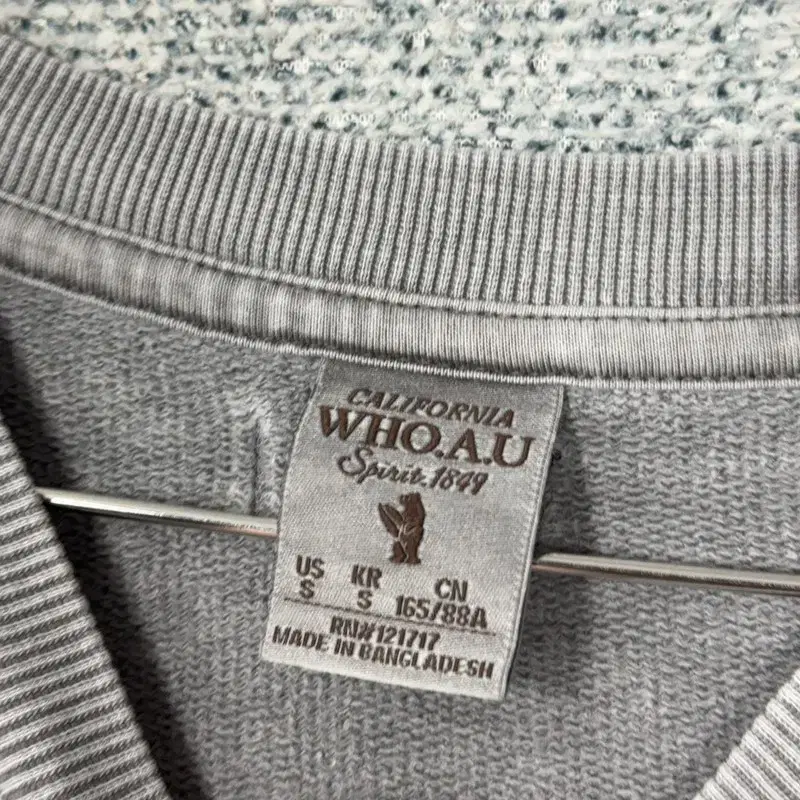 CALIFORNIA
WHO.A.U
Spirit 1849
US KR CN
S S 165/88A
RN#121717
MADE IN BANGLADESH